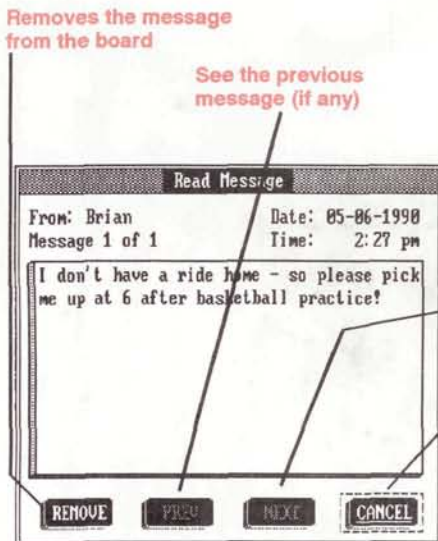 Removes the message
from the board
See the previous
message (if any)
Read Message
From: Brian
Date: 05-06-1990
Message 1 of 1
Time: 2:27 pm
I don't have a ride home - so please pick
me up at 6 after basketball practice!
REMOVE
PREV
NEXT
CANCEL